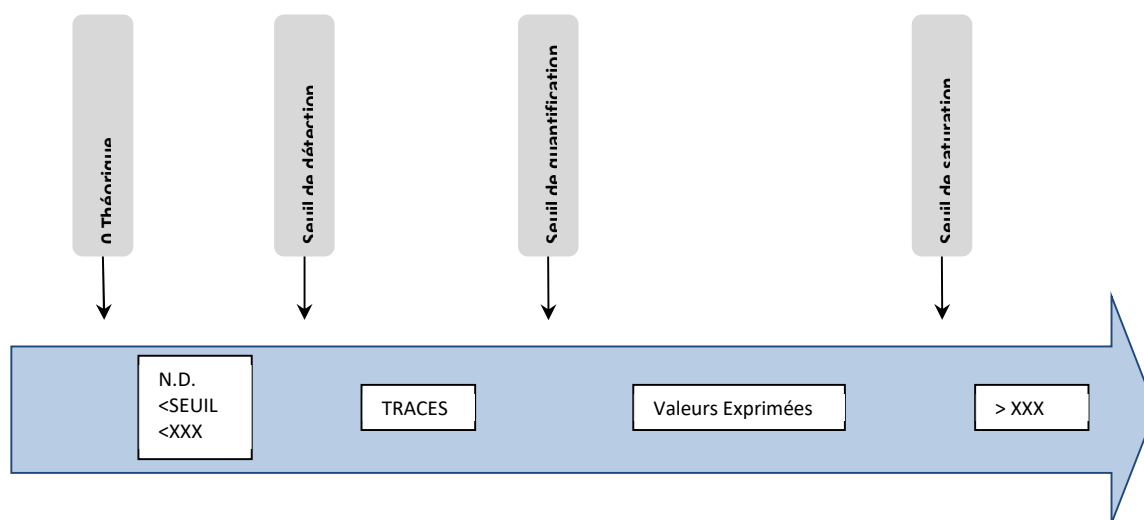 0 Théorique
Seuil de détection
Seuil de quantification
Seuil de saturation
N.D.
<SEUIL
<XXX
TRACES
Valeurs Exprimées
> XXX